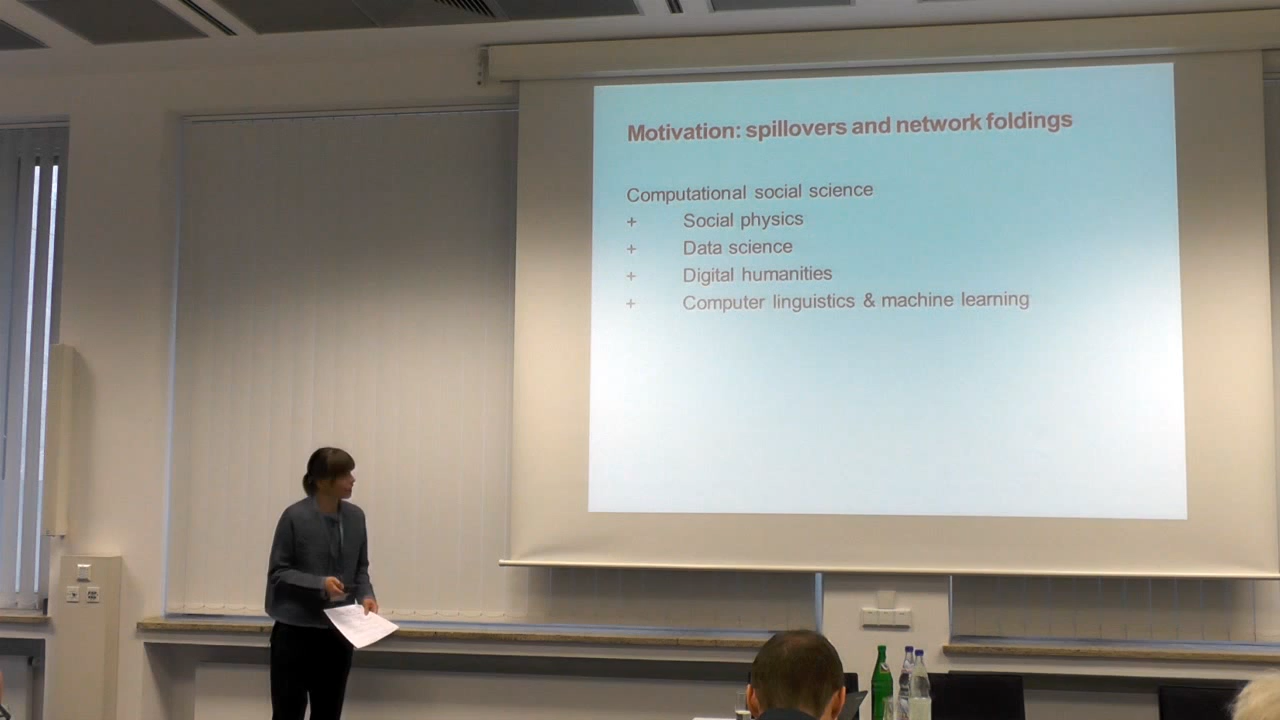 Motivation: spillovers and network foldings
Computational social science
+ Social physics
+ Data science
+ Digital humanities
+ Computer linguistics & machine learning